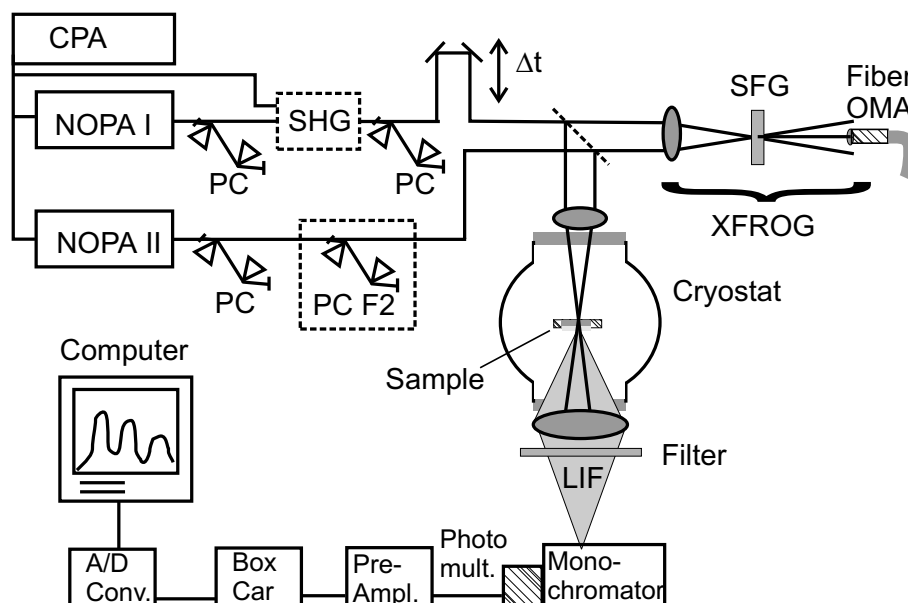 CPA
Δt
NOPA I
SHG
PC
PC
SFG
Fiber
OMA
XFROG
NOPA II
PC
PC F2
Cryostat
Computer
Sample
Filter
LIF
A/D
Conv.
Box
Car
Pre-
Ampl.
Photo
mult.
Mono-
chromator